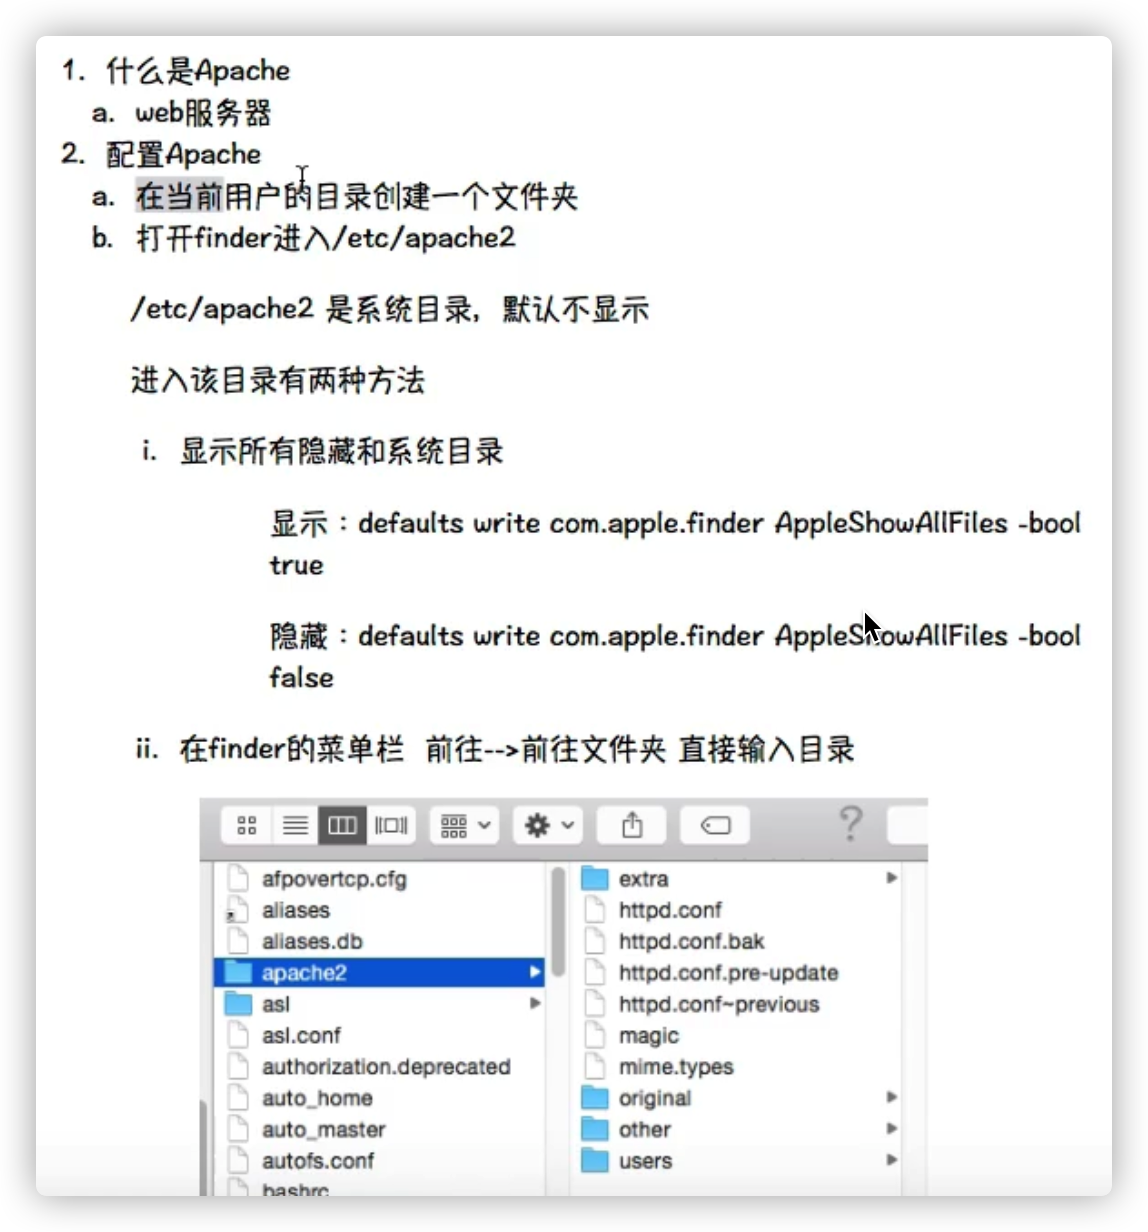 1. 什么是Apache
a. web服务器
2. 配置Apache
a. 在当前用户的目录创建一个文件夹
b. 打开finder进入/etc/apache2
/etc/apache2 是系统目录，默认不显示
进入该目录有两种方法
i. 显示所有隐藏和系统目录
显示：defaults write com.apple.finder AppleShowAllFiles -bool
true
隐藏：defaults write com.apple.finder AppleShowAllFiles -bool
false
ii. 在finder的菜单栏 前往-->前往文件夹 直接输入目录
?
afpovertcp.cfg
aliases
aliases.db
apache2
asl
asl.conf
authorization.deprecated
auto_home
auto_master
autofs.conf
bashrc
extra
httpd.conf
httpd.conf.bak
httpd.conf.pre-update
httpd.conf~previous
magic
mime.types
original
other
users